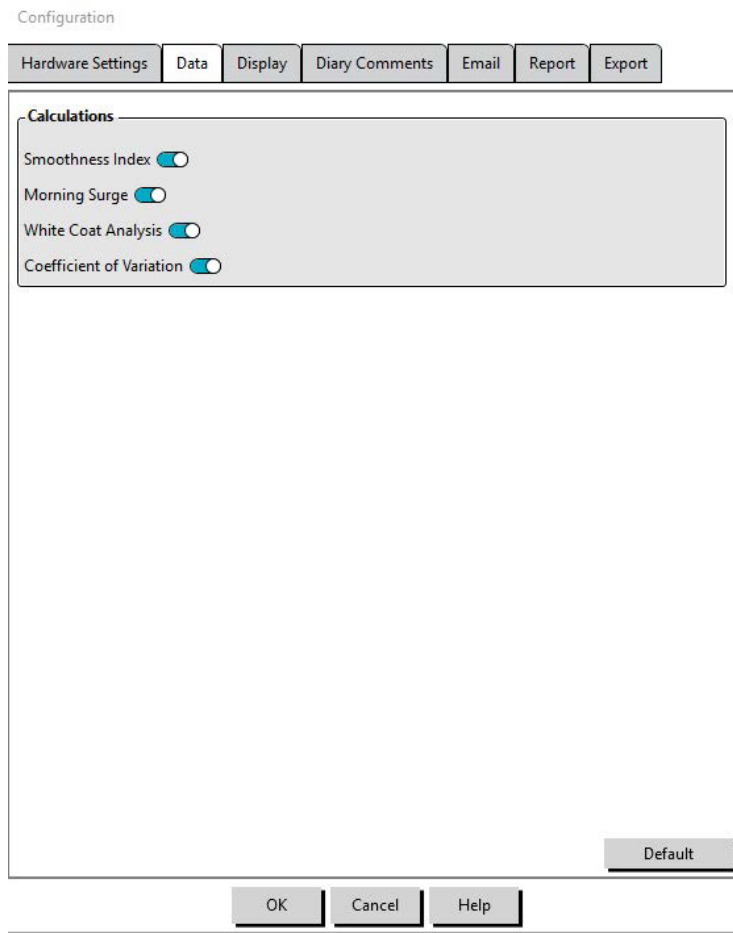 Configuration
Hardware Settings Data Display Diary Comments Email Report Export
Calculations
Smoothness Index
Morning Surge
White Coat Analysis
Coefficient of Variation
Default
OK Cancel Help